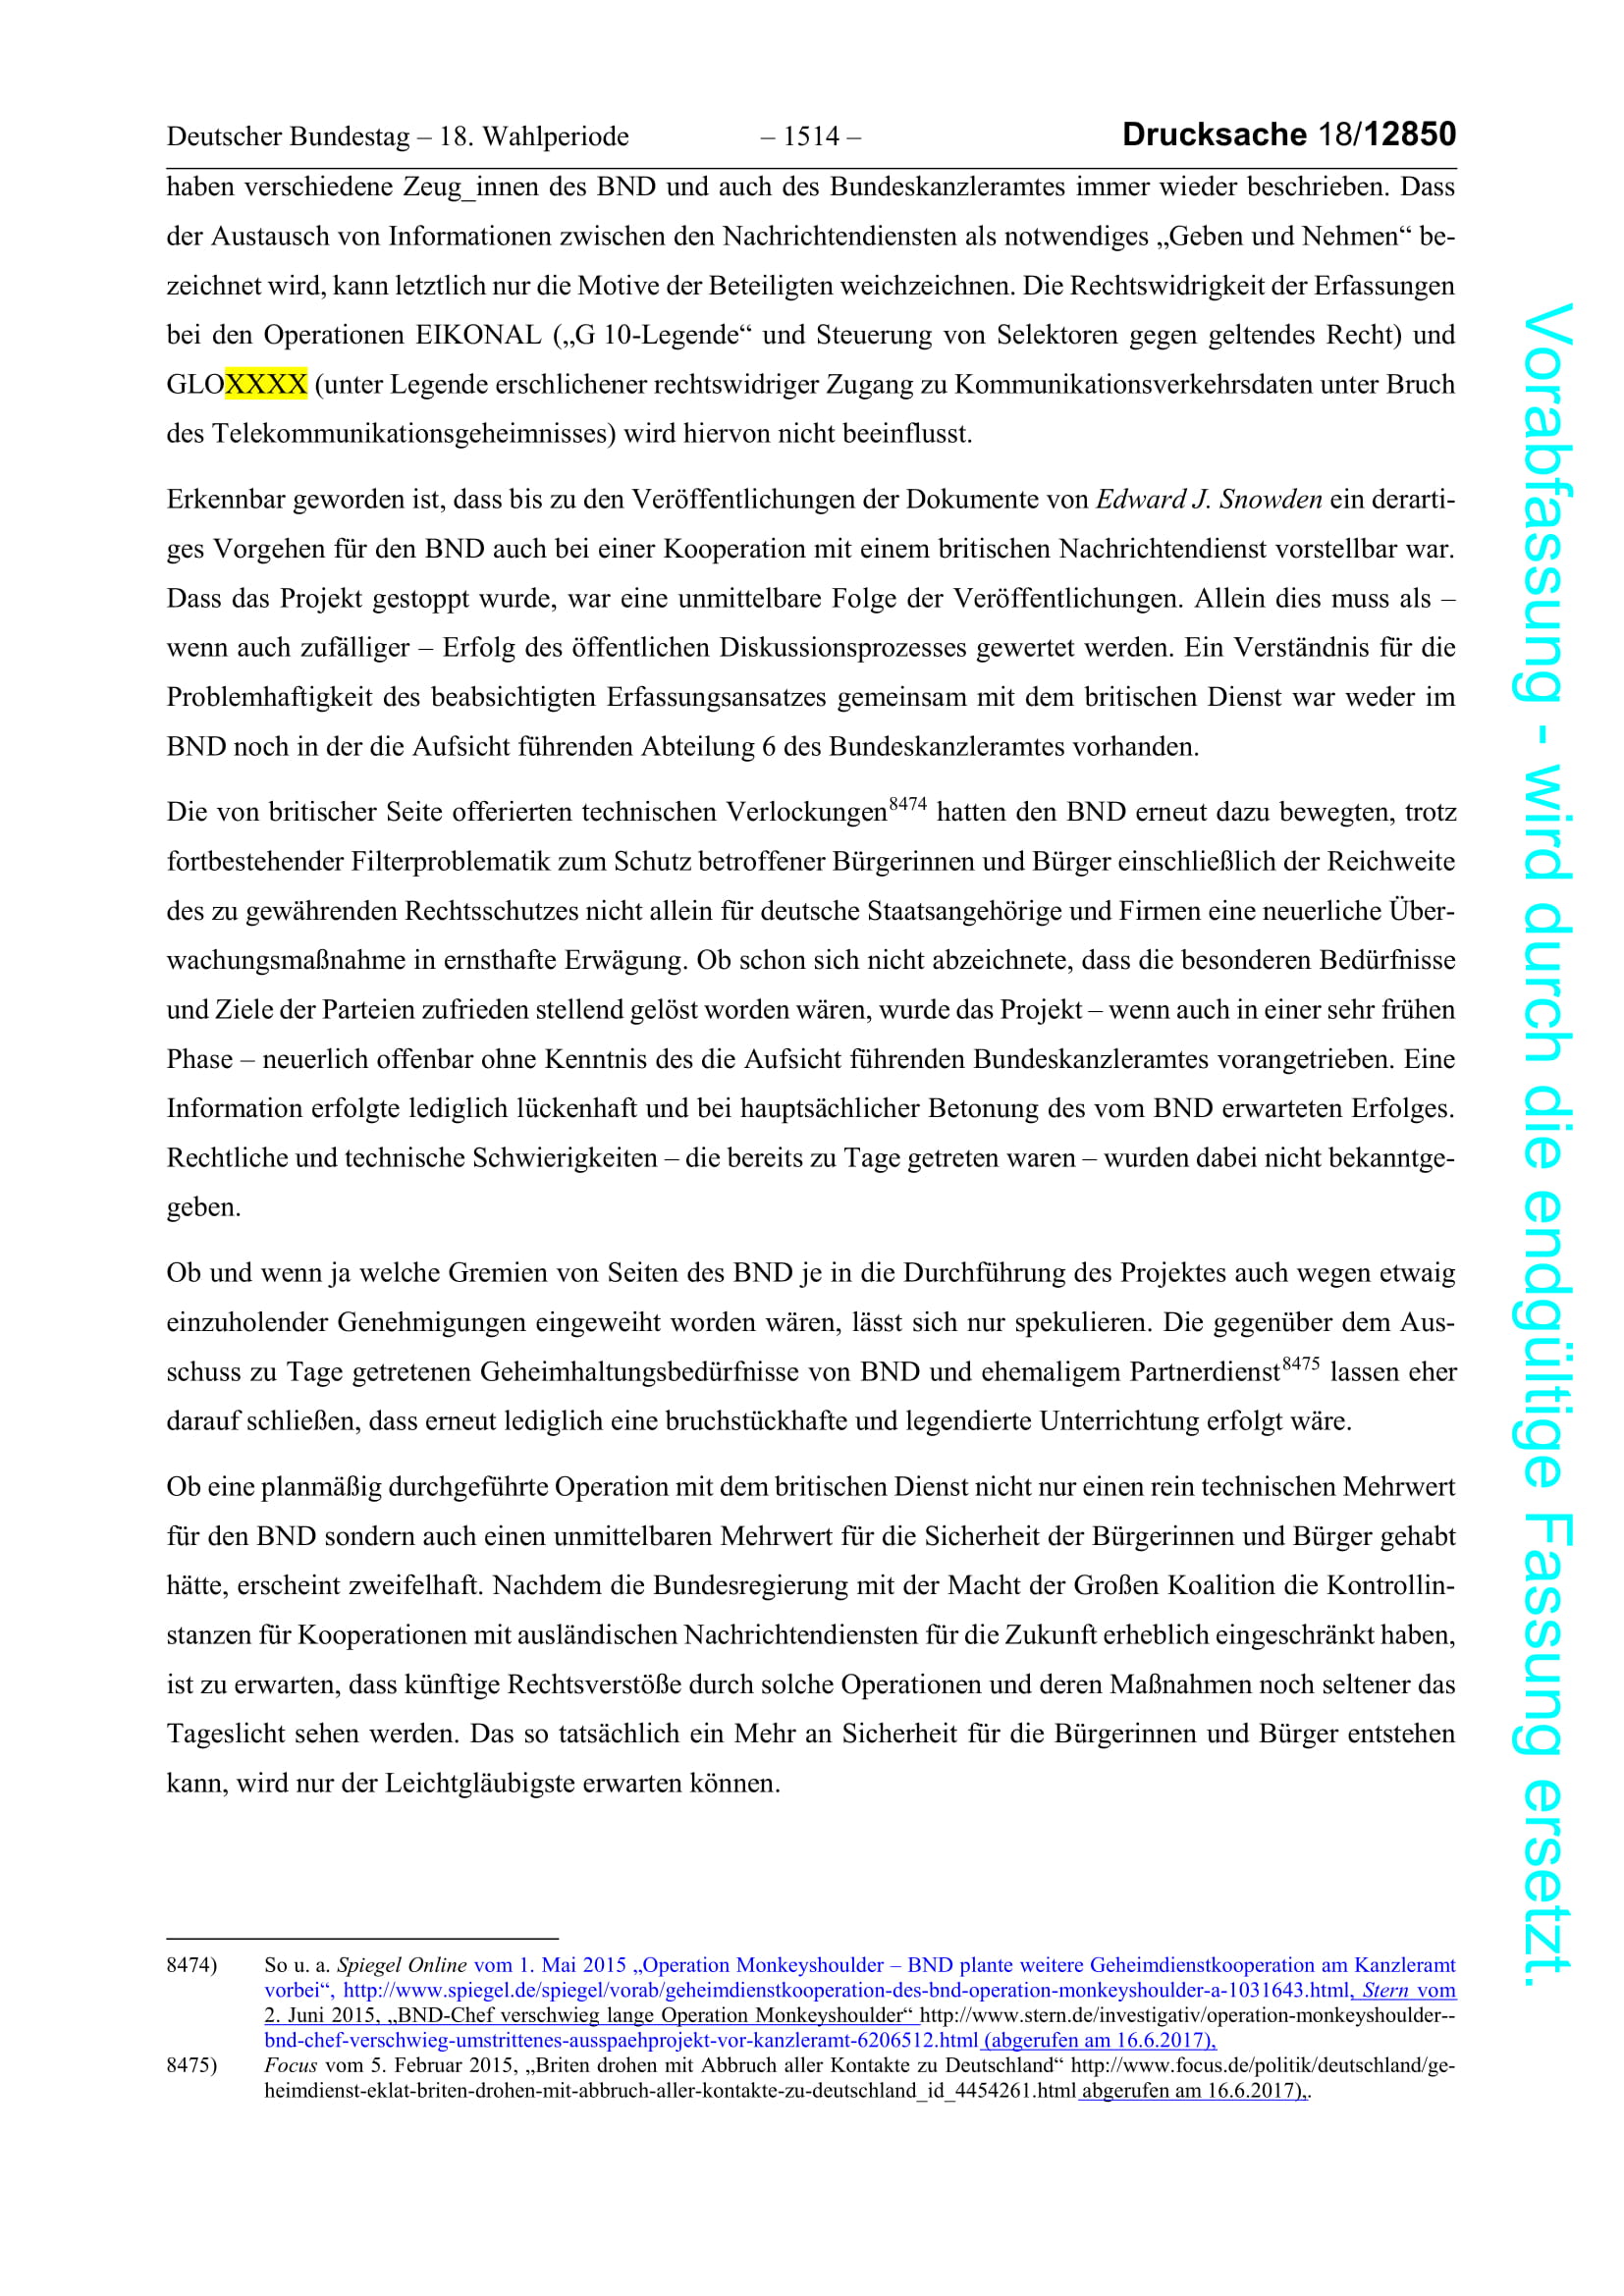 Deutscher Bundestag – 18. Wahlperiode – 1514 – Drucksache 18/12850
haben verschiedene Zeug_innen des BND und auch des Bundeskanzleramtes immer wieder beschrieben. Dass
der Austausch von Informationen zwischen den Nachrichtendiensten als notwendiges „Geben und Nehmen“ be-
zeichnet wird, kann letztlich nur die Motive der Beteiligten weichzeichnen. Die Rechtswidrigkeit der Erfassungen
bei den Operationen EIKONAL („G 10-Legende“ und Steuerung von Selektoren gegen geltendes Recht) und
GLOXXXX (unter Legende erschlichener rechtswidriger Zugang zu Kommunikationsverkehrsdaten unter Bruch
des Telekommunikationsgeheimnisses) wird hiervon nicht beeinflusst.
Erkennbar geworden ist, dass bis zu den Veröffentlichungen der Dokumente von Edward J. Snowden ein derarti-
ges Vorgehen für den BND auch bei einer Kooperation mit einem britischen Nachrichtendienst vorstellbar war.
Dass das Projekt gestoppt wurde, war eine unmittelbare Folge der Veröffentlichungen. Allein dies muss als –
wenn auch zufälliger – Erfolg des öffentlichen Diskussionsprozesses gewertet werden. Ein Verständnis für die
Problemhaftigkeit des beabsichtigten Erfassungsansatzes gemeinsam mit dem britischen Dienst war weder im
BND noch in der die Aufsicht führenden Abteilung 6 des Bundeskanzleramtes vorhanden.
Die von britischer Seite offerierten technischen Verlockungen8474 hatten den BND erneut dazu bewegten, trotz
fortbestehender Filterproblematik zum Schutz betroffener Bürgerinnen und Bürger einschließlich der Reichweite
des zu gewährenden Rechtsschutzes nicht allein für deutsche Staatsangehörige und Firmen eine neuerliche Über-
wachungsmaßnahme in ernsthafte Erwägung. Ob schon sich nicht abzeichnete, dass die besonderen Bedürfnisse
und Ziele der Parteien zufrieden stellend gelöst worden wären, wurde das Projekt – wenn auch in einer sehr frühen
Phase – neuerlich offenbar ohne Kenntnis des die Aufsicht führenden Bundeskanzleramtes vorangetrieben. Eine
Information erfolgte lediglich lückenhaft und bei hauptsächlicher Betonung des vom BND erwarteten Erfolges.
Rechtliche und technische Schwierigkeiten – die bereits zu Tage getreten waren – wurden dabei nicht bekanntge-
geben.
Ob und wenn ja welche Gremien von Seiten des BND je in die Durchführung des Projektes auch wegen etwaig
einzuholender Genehmigungen eingeweiht worden wären, lässt sich nur spekulieren. Die gegenüber dem Aus-
schuss zu Tage getretenen Geheimhaltungsbedürfnisse von BND und ehemaligem Partnerdienst8475 lassen eher
darauf schließen, dass erneut lediglich eine bruchstückhafte und legendierte Unterrichtung erfolgt wäre.
Ob eine planmäßig durchgeführte Operation mit dem britischen Dienst nicht nur einen rein technischen Mehrwert
für den BND sondern auch einen unmittelbaren Mehrwert für die Sicherheit der Bürgerinnen und Bürger gehabt
hätte, erscheint zweifelhaft. Nachdem die Bundesregierung mit der Macht der Großen Koalition die Kontrollin-
stanzen für Kooperationen mit ausländischen Nachrichtendiensten für die Zukunft erheblich eingeschränkt haben,
ist zu erwarten, dass künftige Rechtsverstöße durch solche Operationen und deren Maßnahmen noch seltener das
Tageslicht sehen werden. Das so tatsächlich ein Mehr an Sicherheit für die Bürgerinnen und Bürger entstehen
kann, wird nur der Leichtgläubigste erwarten können.
8474) So u. a. Spiegel Online vom 1. Mai 2015 „Operation Monkeyshoulder – BND plante weitere Geheimdienstkooperation am Kanzleramt
vorbei“, http://www.spiegel.de/spiegel/vorab/geheimdienstkooperation-des-bnd-operation-monkeyshoulder-a-1031643.html, Stern vom
2. Juni 2015, „BND-Chef verschwieg lange Operation Monkeyshoulder“ http://www.stern.de/investigativ/operation-monkeyshoulder--
bnd-chef-verschwieg-umstrittenes-ausspaehprojekt-vor-kanzleramt-6206512.html (abgerufen am 16.6.2017),
8475) Focus vom 5. Februar 2015, „Briten drohen mit Abbruch aller Kontakte zu Deutschland“ http://www.focus.de/politik/deutschland/ge-
heimdienst-eklat-briten-drohen-mit-abbruch-aller-kontakte-zu-deutschland_id_4454261.html abgerufen am 16.6.2017),.
Vorabfassung - wird durch die endgültige Fassung ersetzt.